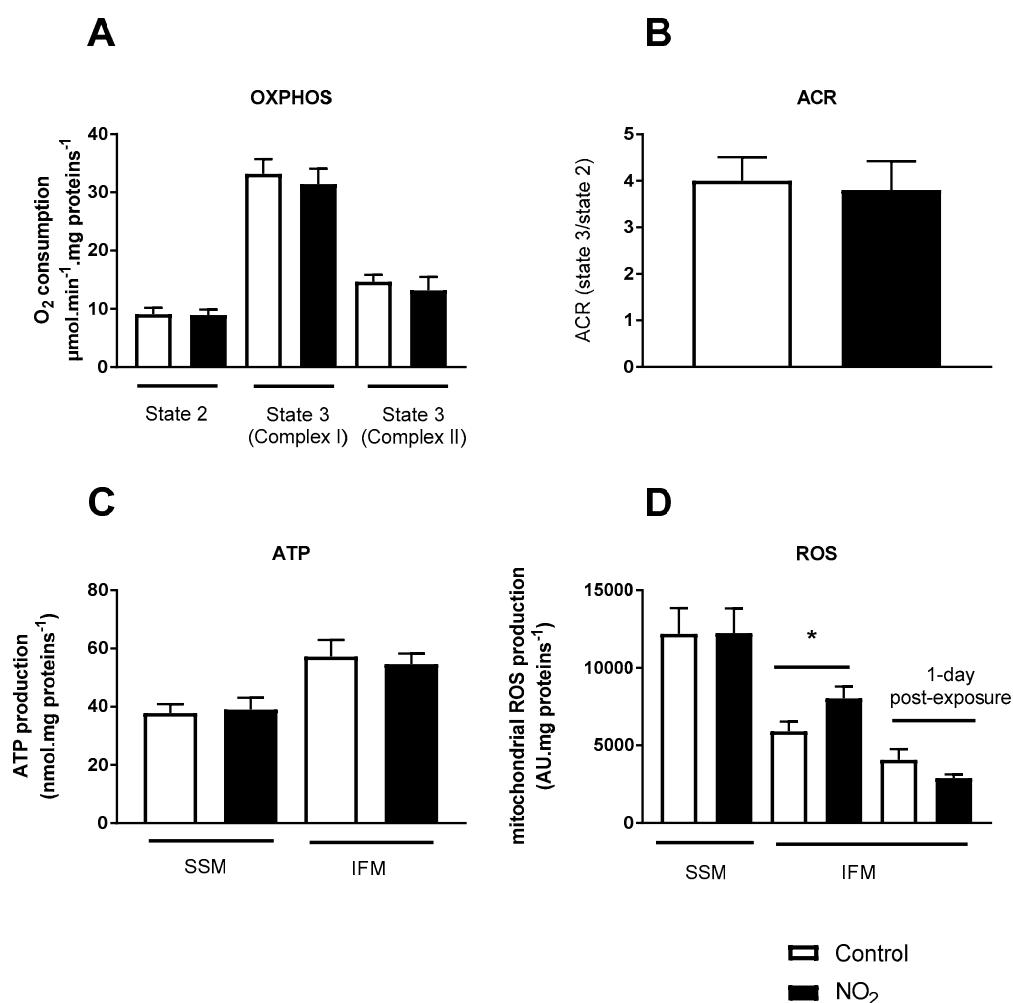 A
OXPHOS
O₂ consumption
µmol.min⁻¹.mg proteins⁻¹
40
30
20
10
0
State 2
State 3
(Complex I)
State 3
(Complex II)
B
ACR
ACR (state 3/state 2)
5
4
3
2
1
0
C
ATP
ATP production
(nmol.mg proteins⁻¹)
80
60
40
20
0
SSM
IFM
D
ROS
mitochondrial ROS production
(AU.mg proteins⁻¹)
15000
10000
5000
0
*
1-day
post-exposure
SSM
IFM
Control
NO₂